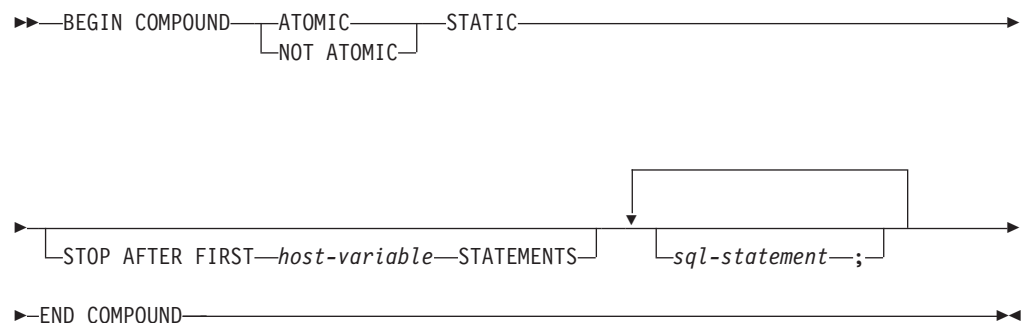 BEGIN COMPOUND ATOMIC STATIC
NOT ATOMIC
STOP AFTER FIRST host-variable STATEMENTS sql-statement ;
END COMPOUND